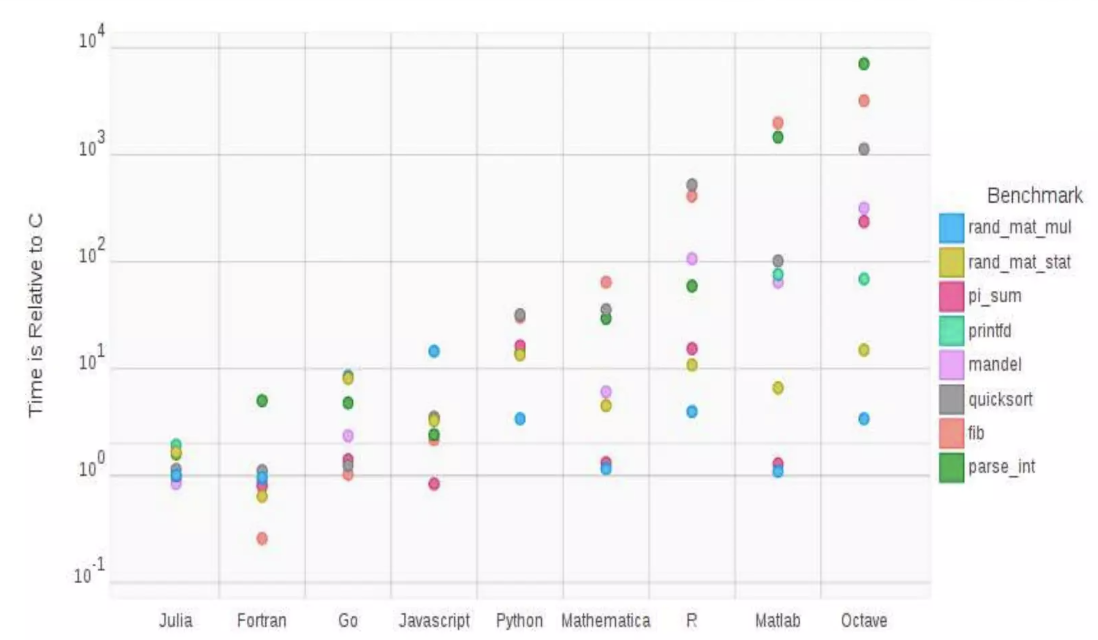 10^4
10^3
10^2
10^1
10^0
10^-1
Time is Relative to C
Julia Fortran Go Javascript Python Mathematica R Matlab Octave
Benchmark
rand_mat_mul
rand_mat_stat
pi_sum
printfd
mandel
quicksort
fib
parse_int